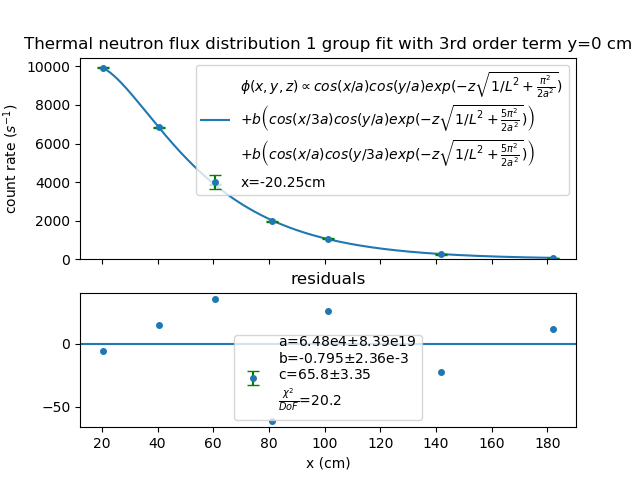 Thermal neutron flux distribution 1 group fit with 3rd order term y=0 cm
10000
8000
6000
4000
2000
0
count rate (s⁻¹)
ϕ(x, y, z) ∝ cos(x/a)cos(y/a)exp(−z√(1/L² + π²/2a²))
+b(cos(x/3a)cos(y/a)exp(−z√(1/L² + 5π²/2a²)))
+b(cos(x/a)cos(y/3a)exp(−z√(1/L² + 5π²/2a²)))
x=-20.25cm
residuals
0
−50
a=6.48e4±8.39e19
b=-0.795±2.36e-3
c=65.8±3.35
χ²/DoF=20.2
20 40 60 80 100 120 140 160 180
x (cm)